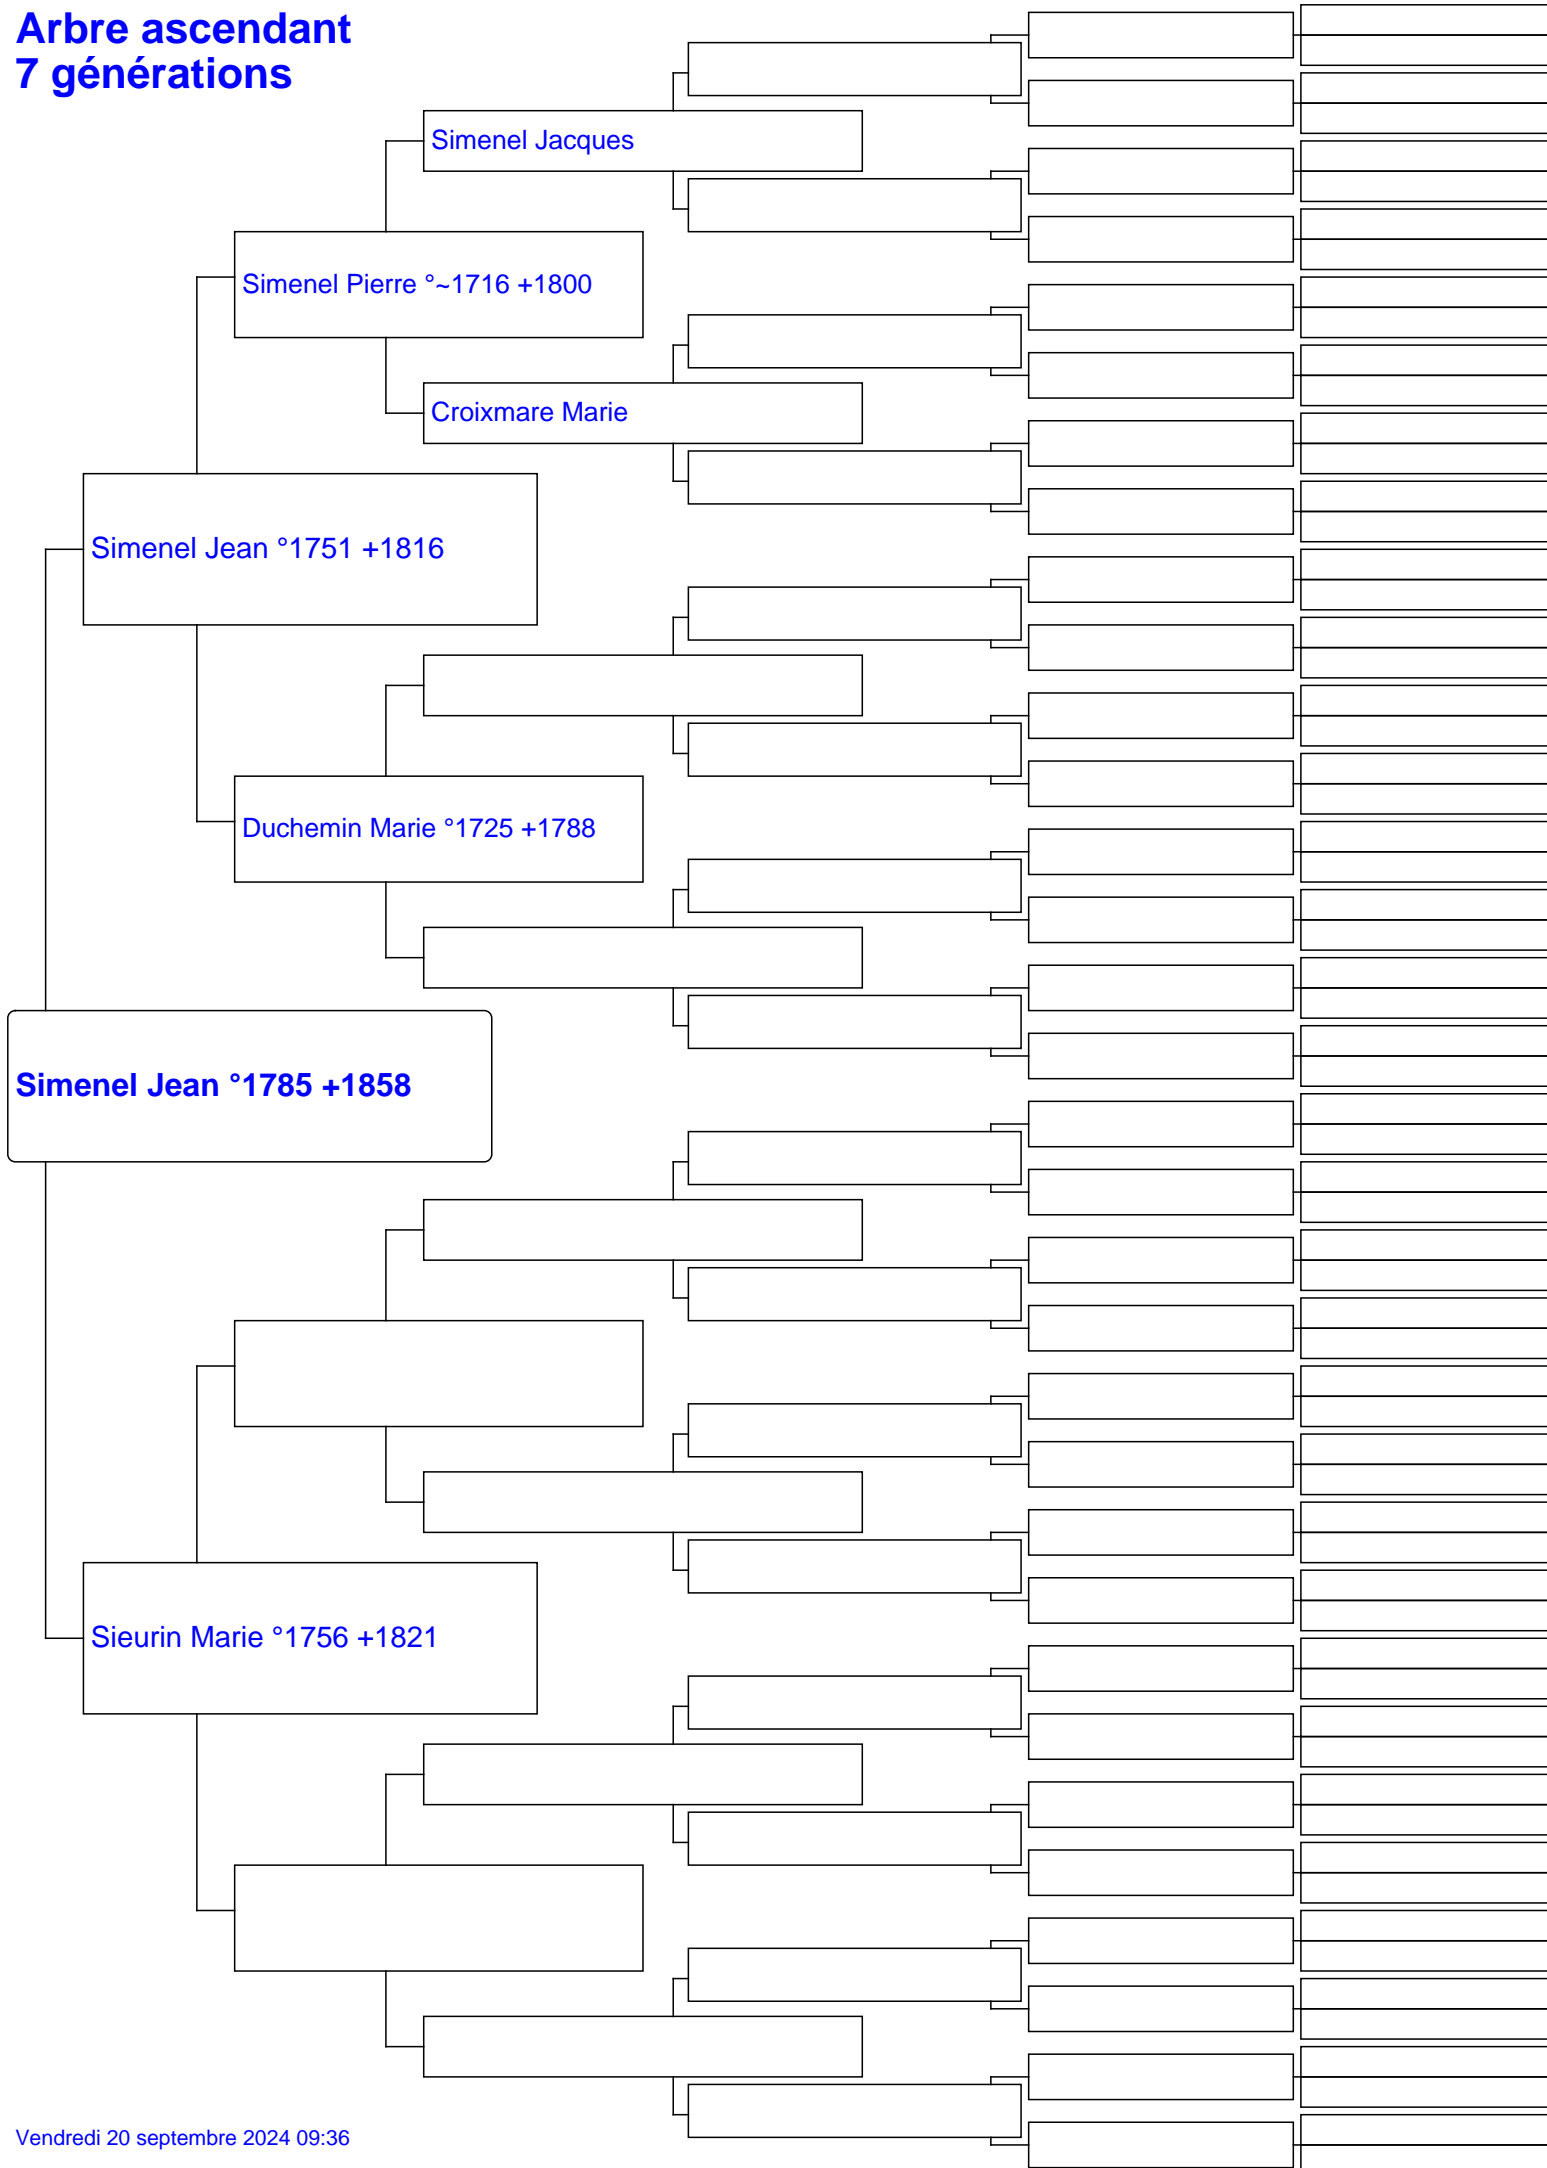 Arbre ascendant
7 générations
Simenel Jacques
Simenel Pierre °~1716 +1800
Croixmare Marie
Simenel Jean °1751 +1816
Duchemin Marie °1725 +1788
Simenel Jean °1785 +1858
Sieurin Marie °1756 +1821
Vendredi 20 septembre 2024 09:36